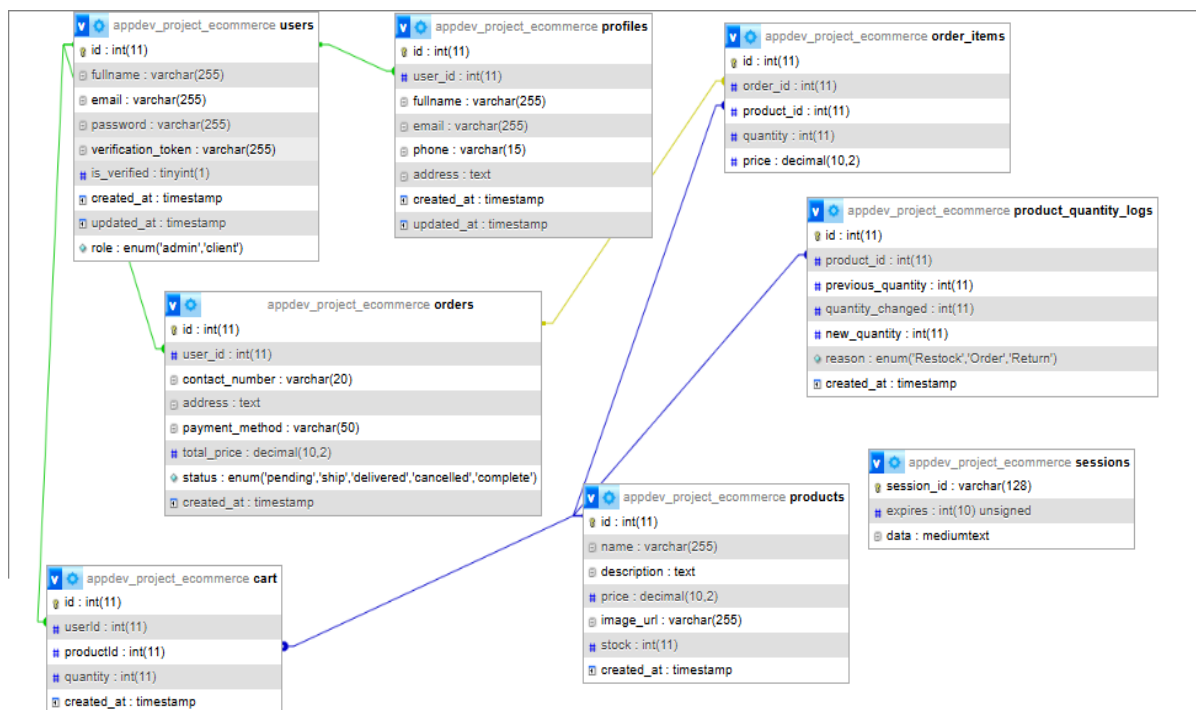 appdev_project_ecommerce users
id : int(11)
fullname : varchar(255)
email : varchar(255)
password : varchar(255)
verification_token : varchar(255)
is_verified : tinyint(1)
created_at : timestamp
updated_at : timestamp
role : enum('admin','client')
appdev_project_ecommerce profiles
id : int(11)
user_id : int(11)
fullname : varchar(255)
email : varchar(255)
phone : varchar(15)
address : text
created_at : timestamp
updated_at : timestamp
appdev_project_ecommerce order_items
id : int(11)
order_id : int(11)
product_id : int(11)
quantity : int(11)
price : decimal(10,2)
appdev_project_ecommerce product_quantity_logs
id : int(11)
product_id : int(11)
previous_quantity : int(11)
quantity_changed : int(11)
new_quantity : int(11)
reason : enum('Restock','Order','Return')
created_at : timestamp
appdev_project_ecommerce orders
id : int(11)
user_id : int(11)
contact_number : varchar(20)
address : text
payment_method : varchar(50)
total_price : decimal(10,2)
status : enum('pending','ship','delivered','cancelled','complete')
created_at : timestamp
appdev_project_ecommerce sessions
session_id : varchar(128)
expires : int(10) unsigned
data : mediumtext
appdev_project_ecommerce products
id : int(11)
name : varchar(255)
description : text
price : decimal(10,2)
image_url : varchar(255)
stock : int(11)
created_at : timestamp
appdev_project_ecommerce cart
id : int(11)
userId : int(11)
productId : int(11)
quantity : int(11)
created_at : timestamp